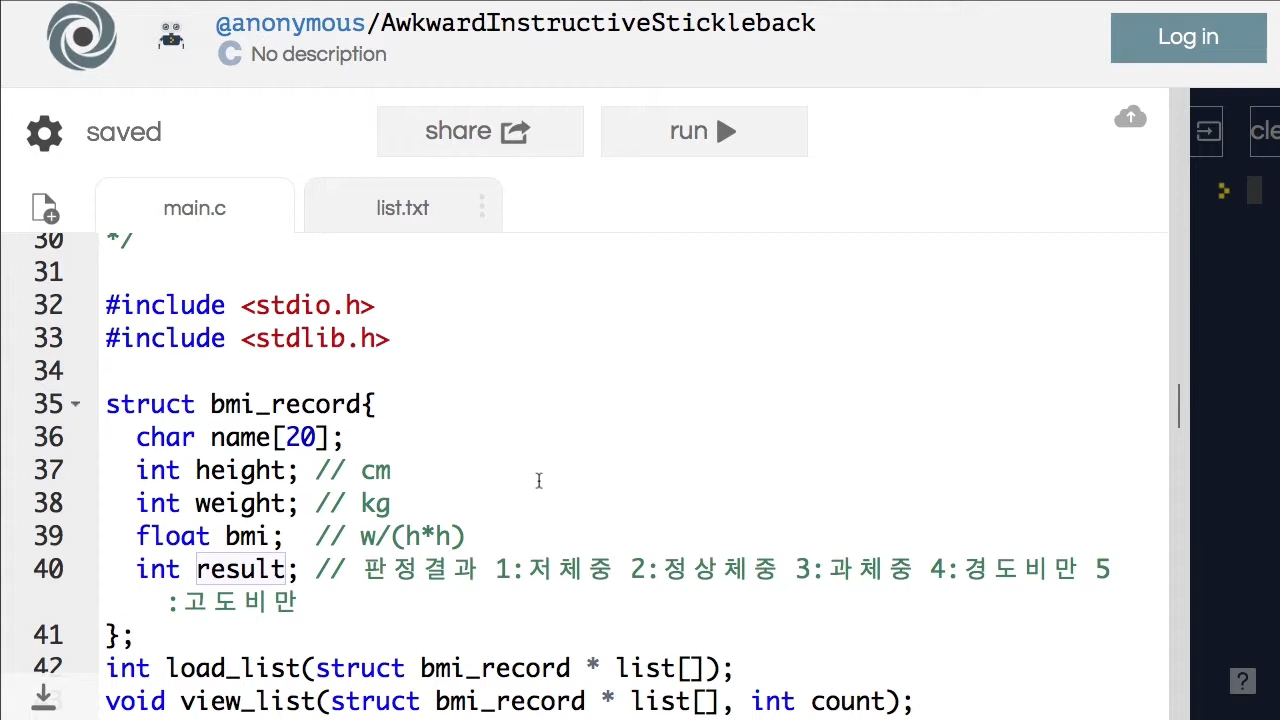 @anonymous/AwkwardInstructiveStickleback
No description
Log in
saved
share
run
cle
main.c
list.txt
30 */
31
32 #include <stdio.h>
33 #include <stdlib.h>
34
35 struct bmi_record{
36 char name[20];
37 int height; // cm
38 int weight; // kg
39 float bmi; // w/(h*h)
40 int result; // 판정결과 1:저체중 2:정상체중 3:과체중 4:경도비만 5
:고도비만
41 };
42 int load_list(struct bmi_record * list[]);
void view_list(struct bmi_record * list[], int count);
?